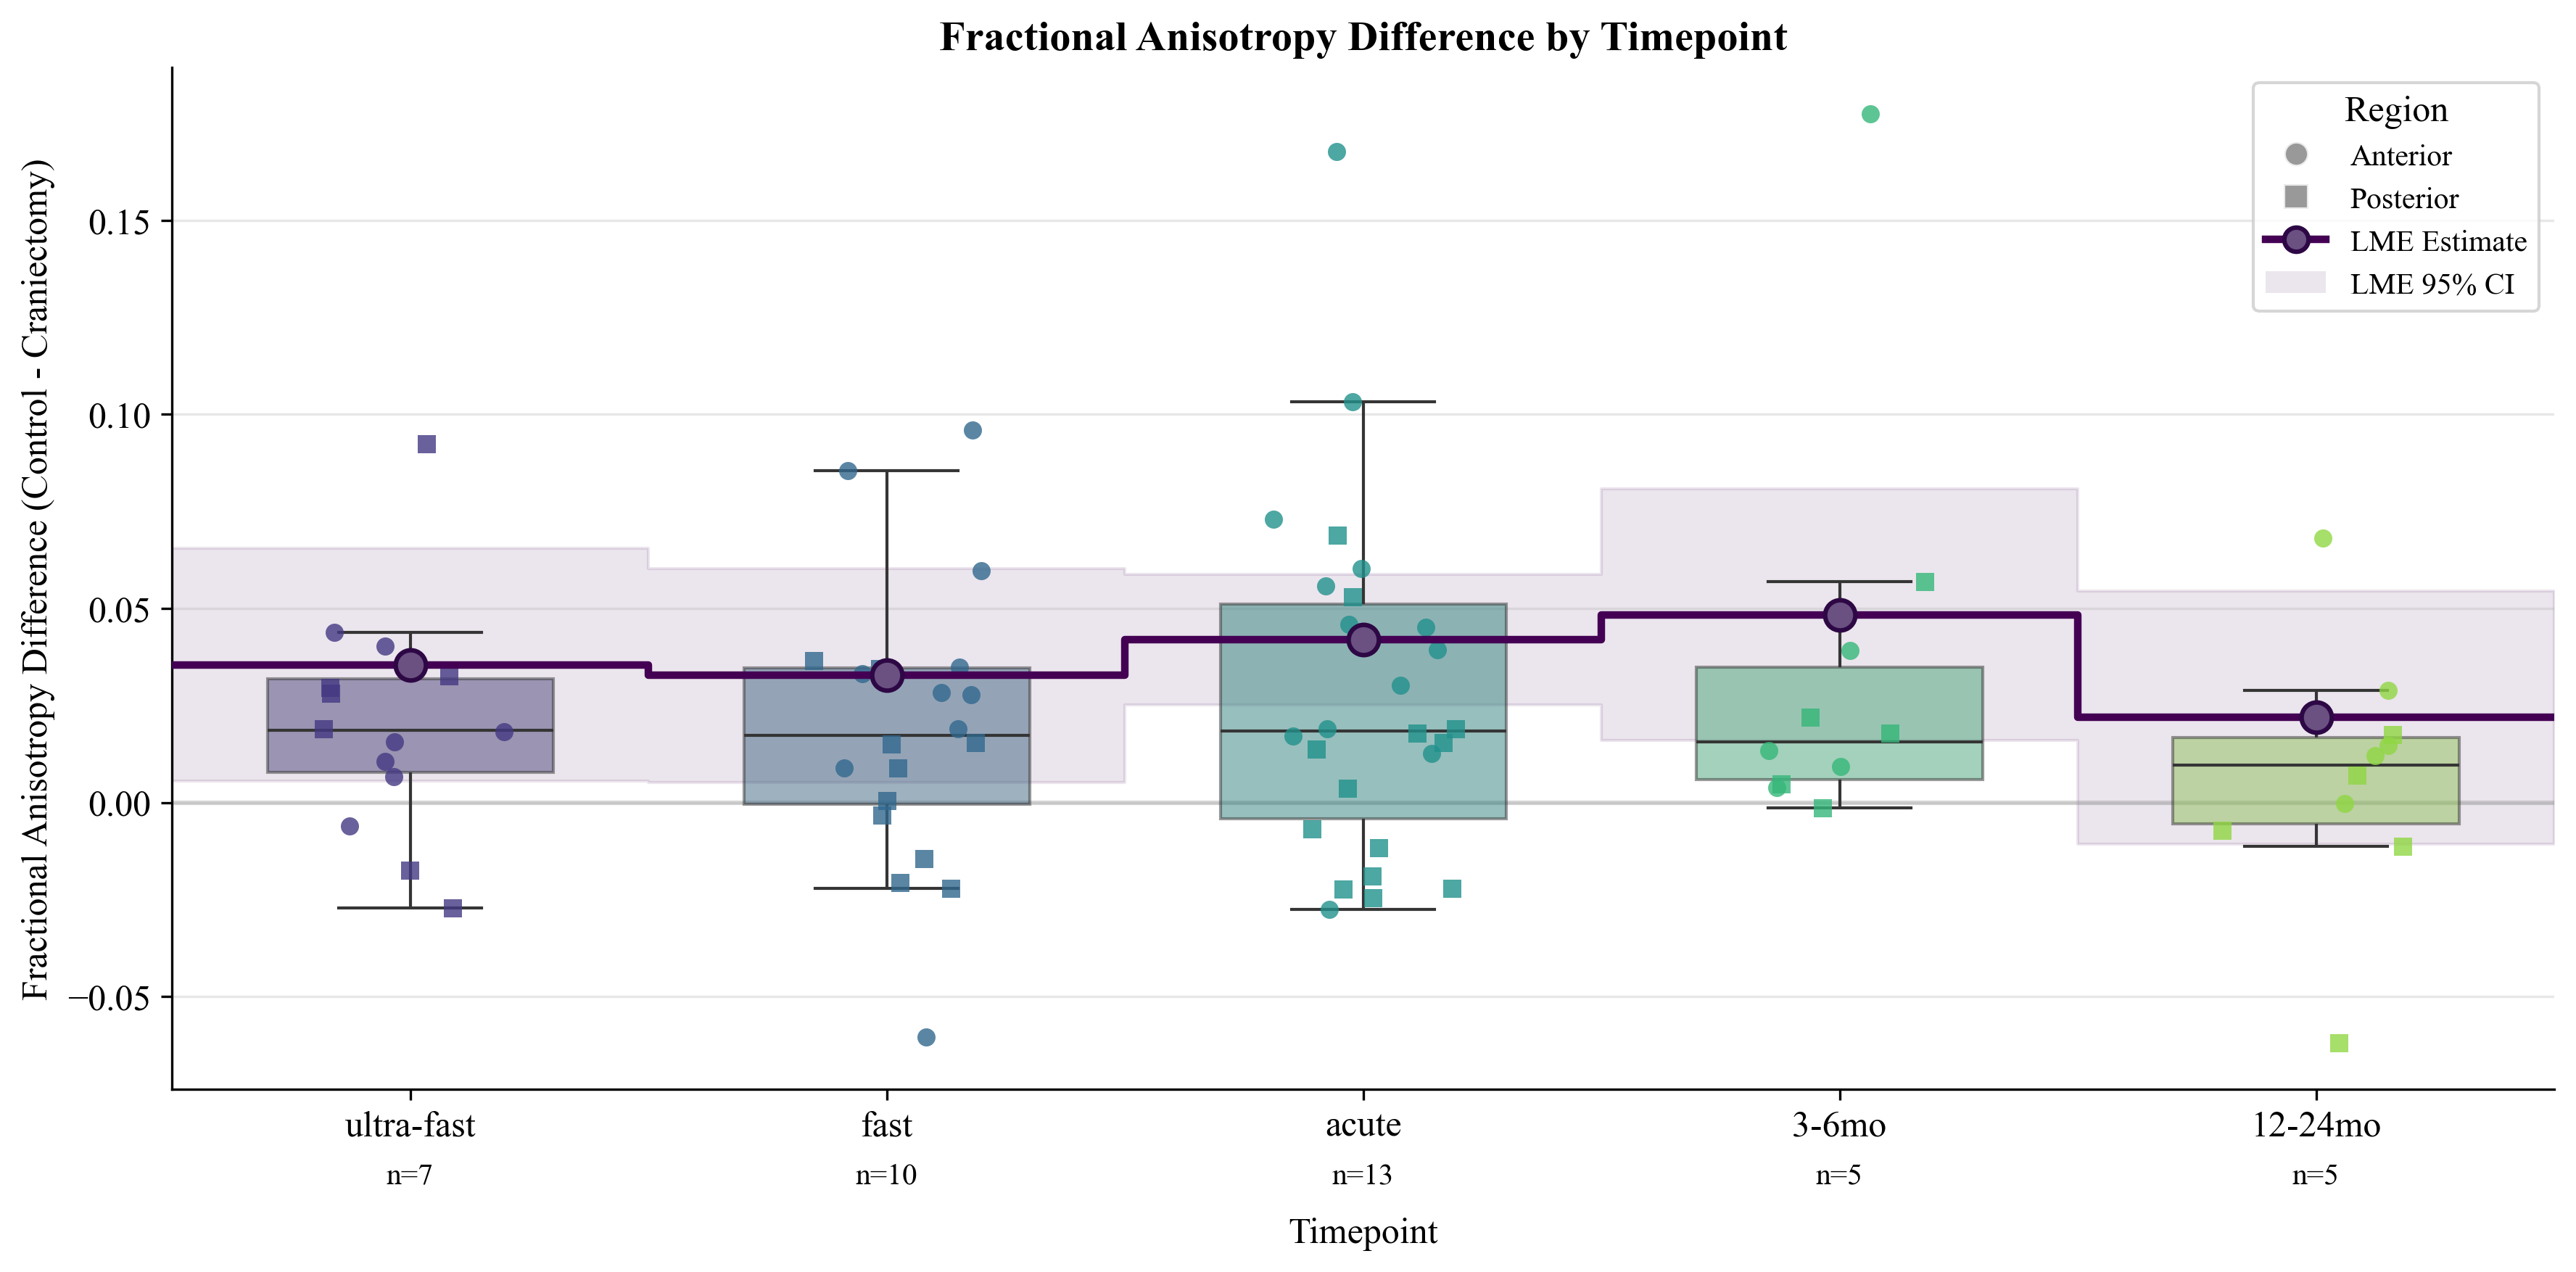 Fractional Anisotropy Difference by Timepoint
Fractional Anisotropy Difference (Control - Craniectomy)
0.15
0.10
0.05
0.00
−0.05
Region
Anterior
Posterior
LME Estimate
LME 95% CI
ultra-fast
fast
acute
3-6mo
12-24mo
n=7
n=10
n=13
n=5
n=5
Timepoint